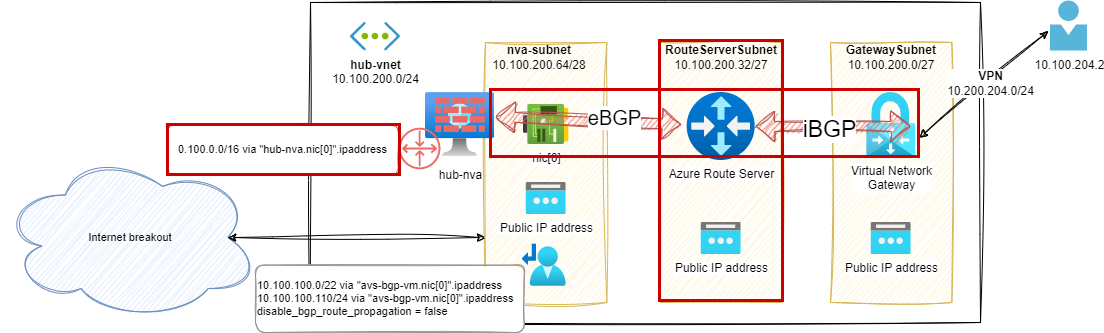 hub-vnet
10.100.200.0/24
nva-subnet
10.100.200.64/28
RouteServerSubnet
10.100.200.32/27
GatewaySubnet
10.100.200.0/27
10.100.204.2
VPN
10.200.204.0/24
eBGP
iBGP
0.100.0.0/16 via "hub-nva.nic[0]".ipaddress
hub-nva
nic[0]
Azure Route Server
Virtual Network
Gateway
Internet breakout
Public IP address
Public IP address
Public IP address
10.100.100.0/22 via "avs-bgp-vm.nic[0]".ipaddress
10.100.100.110/24 via "avs-bgp-vm.nic[0]".ipaddress
disable_bgp_route_propagation = false